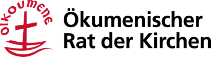 OIKOUMENE
Ökumenischer
Rat der Kirchen